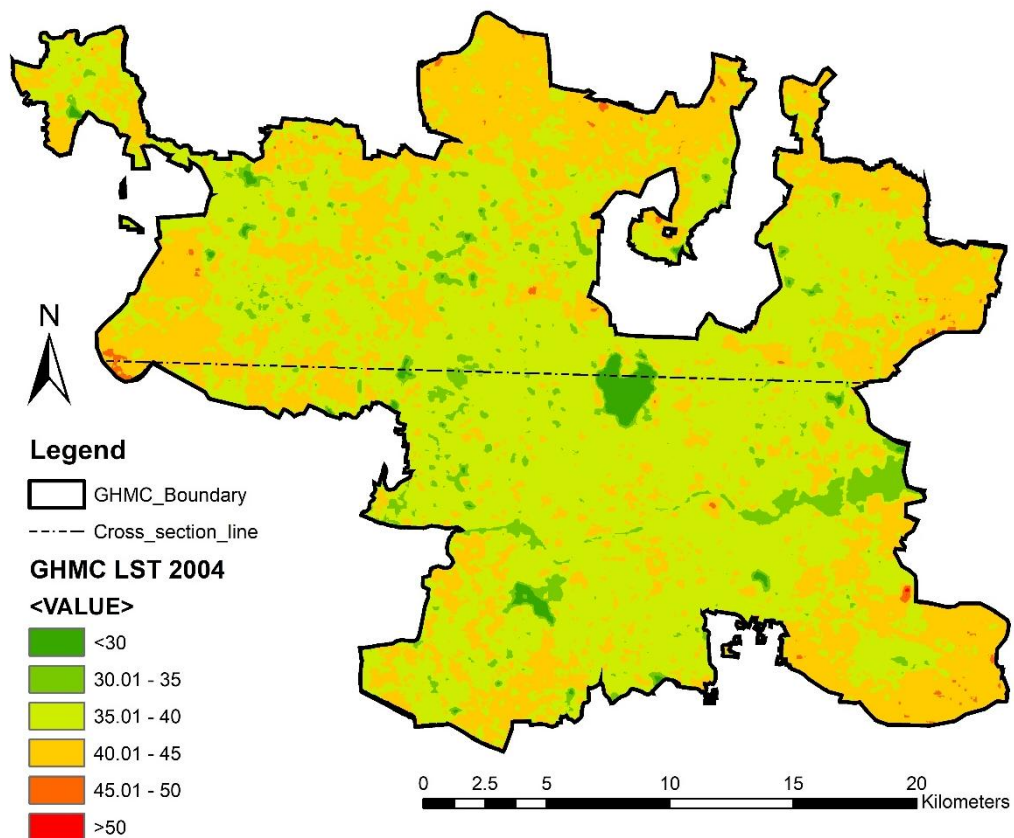 N
Legend
GHMC_Boundary
Cross_section_line
GHMC LST 2004
<VALUE>
<30
30.01 - 35
35.01 - 40
40.01 - 45
45.01 - 50
>50
0 2.5 5 10 15 20
Kilometers